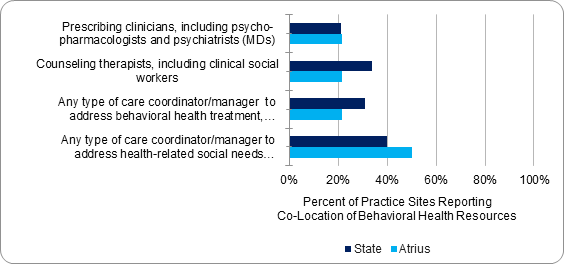 Prescribing clinicians, including psycho-
pharmacologists and psychiatrists (MDs)
Counseling therapists, including clinical social
workers
Any type of care coordinator/manager to
address behavioral health treatment,...
Any type of care coordinator/manager to
address health-related social needs...
0% 20% 40% 60% 80% 100%
Percent of Practice Sites Reporting
Co-Location of Behavioral Health Resources
State Atrius